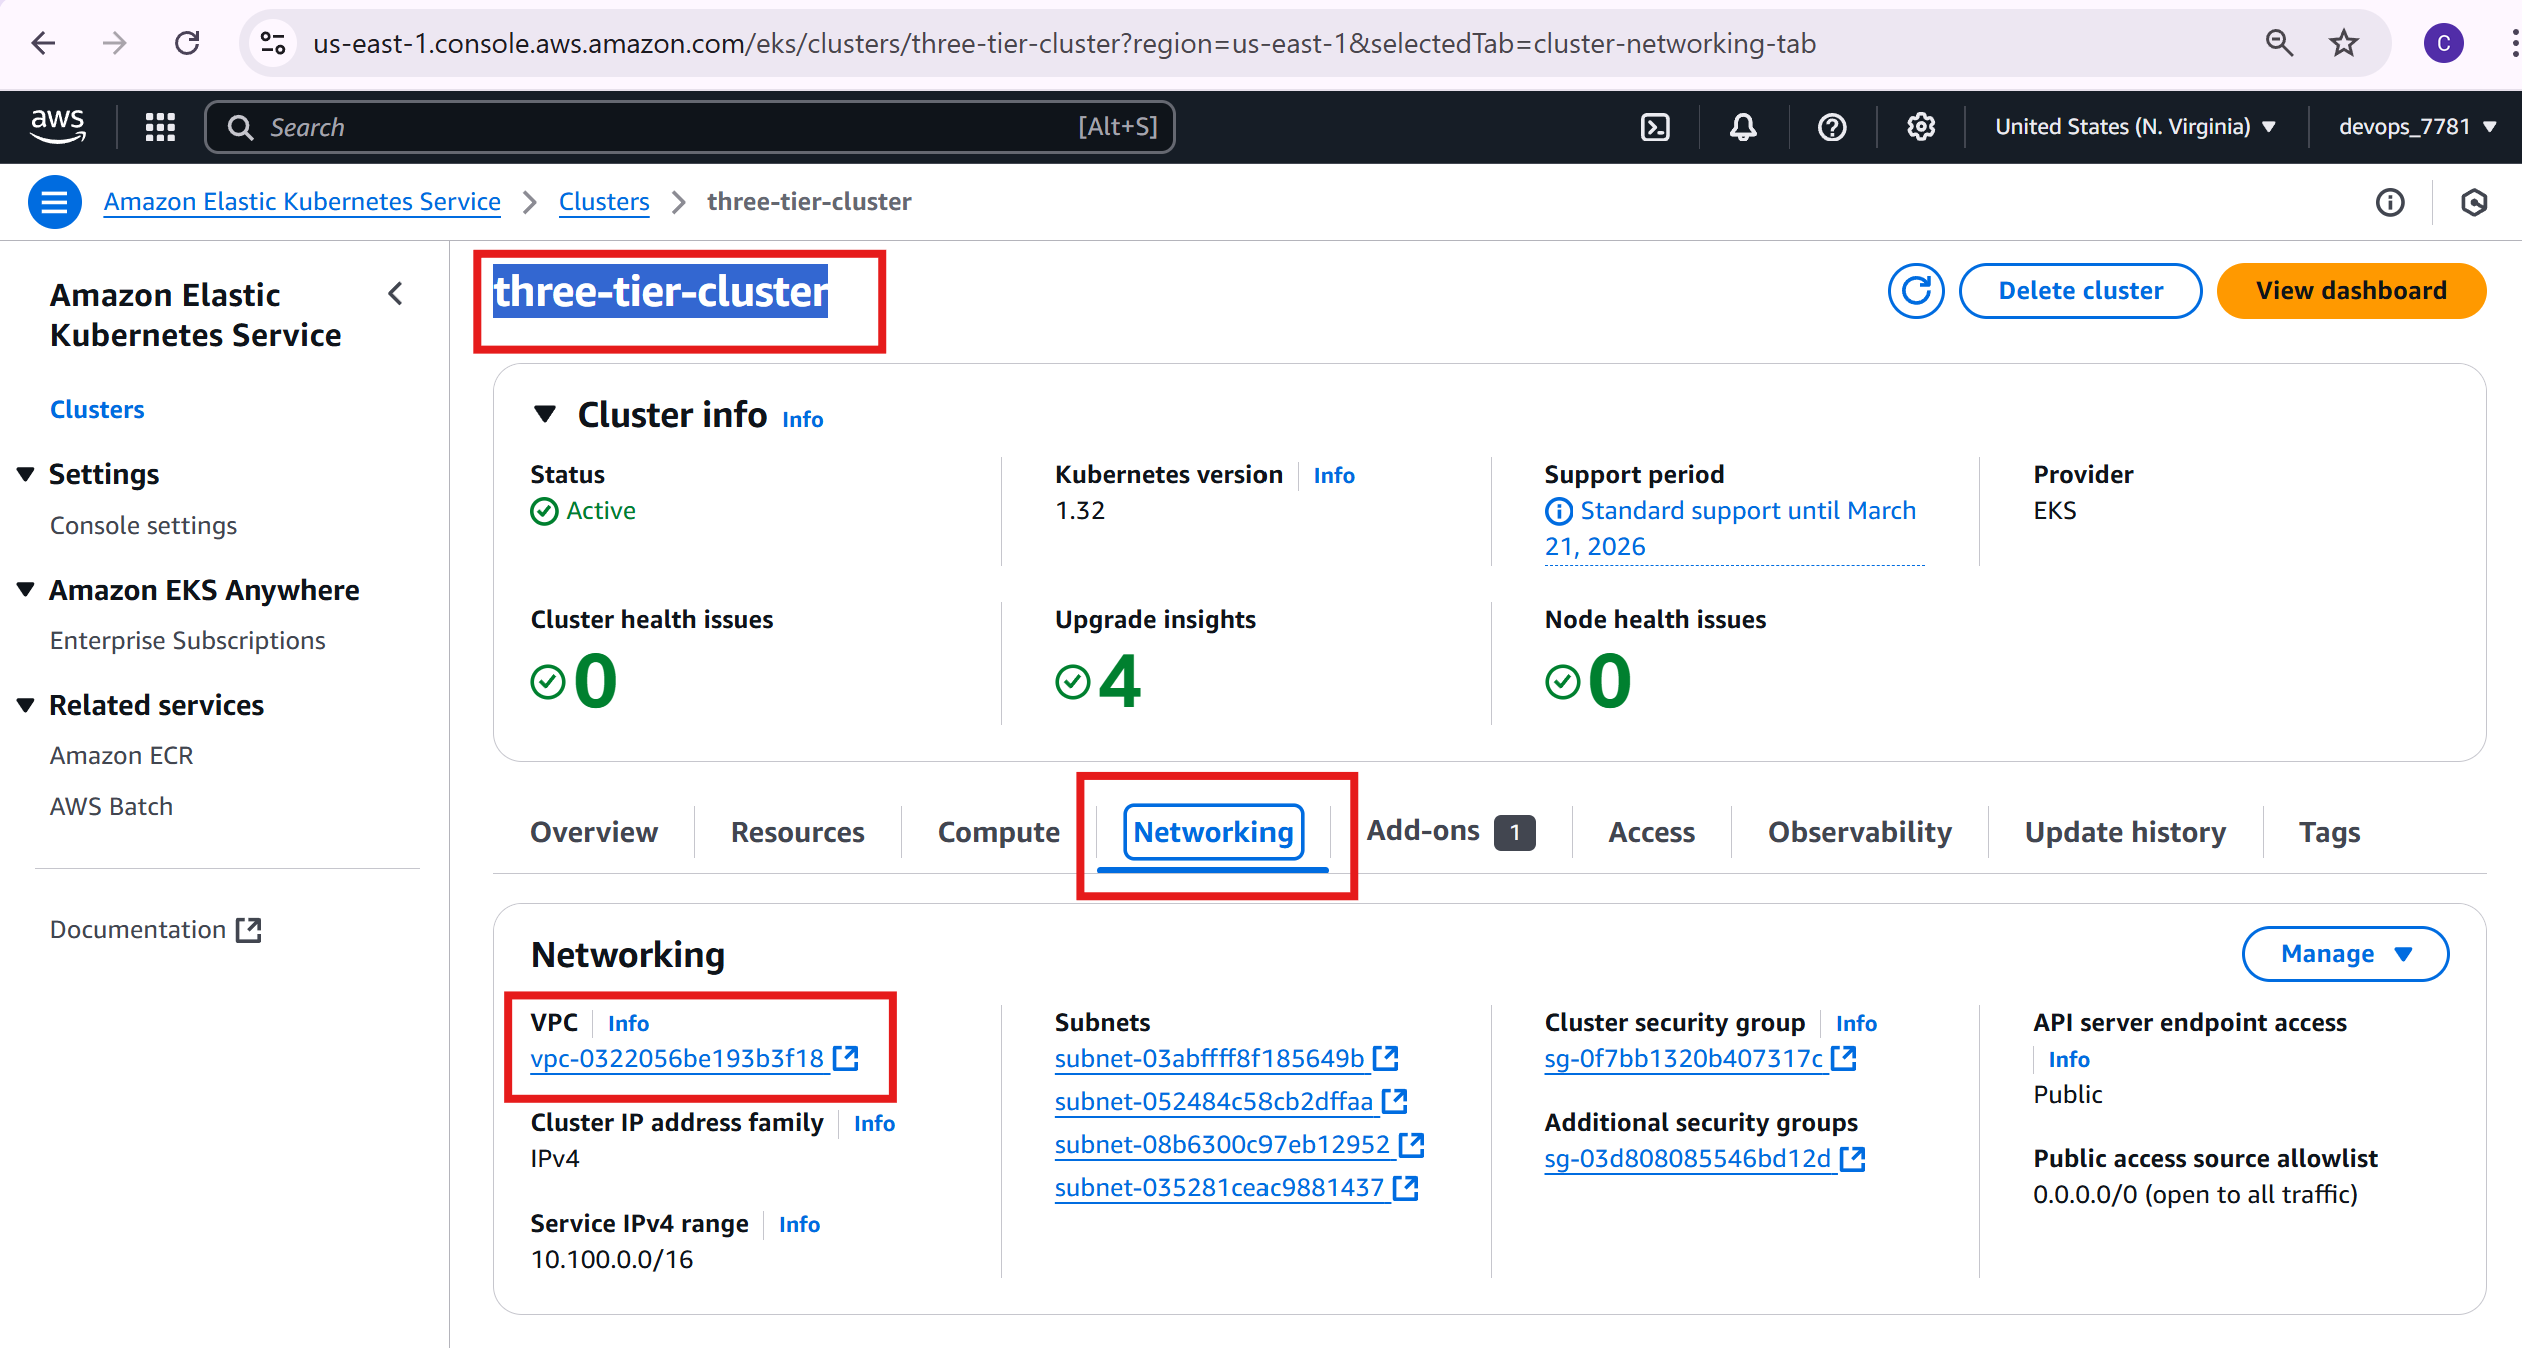 us-east-1.console.aws.amazon.com/eks/clusters/three-tier-cluster?region=us-east-1&selectedTab=cluster-networking-tab
C
aws
Search
[Alt+S]
United States (N. Virginia)
devops_7781
Amazon Elastic Kubernetes Service
Clusters
three-tier-cluster
Amazon Elastic
Kubernetes Service
Clusters
Settings
Console settings
Amazon EKS Anywhere
Enterprise Subscriptions
Related services
Amazon ECR
AWS Batch
Documentation
three-tier-cluster
Delete cluster
View dashboard
Cluster info Info
Status
Active
Kubernetes version Info
1.32
Support period
Standard support until March
21, 2026
Provider
EKS
Cluster health issues
0
Upgrade insights
4
Node health issues
0
Overview
Resources
Compute
Networking
Add-ons 1
Access
Observability
Update history
Tags
Networking
Manage
VPC Info
vpc-0322056be193b3f18
Cluster IP address family Info
IPv4
Service IPv4 range Info
10.100.0.0/16
Subnets
subnet-03abffff8f185649b
subnet-052484c58cb2dffaa
subnet-08b6300c97eb12952
subnet-035281ceac9881437
Cluster security group Info
sg-0f7bb1320b407317c
Additional security groups
sg-03d808085546bd12d
API server endpoint access
Info
Public
Public access source allowlist
0.0.0.0/0 (open to all traffic)